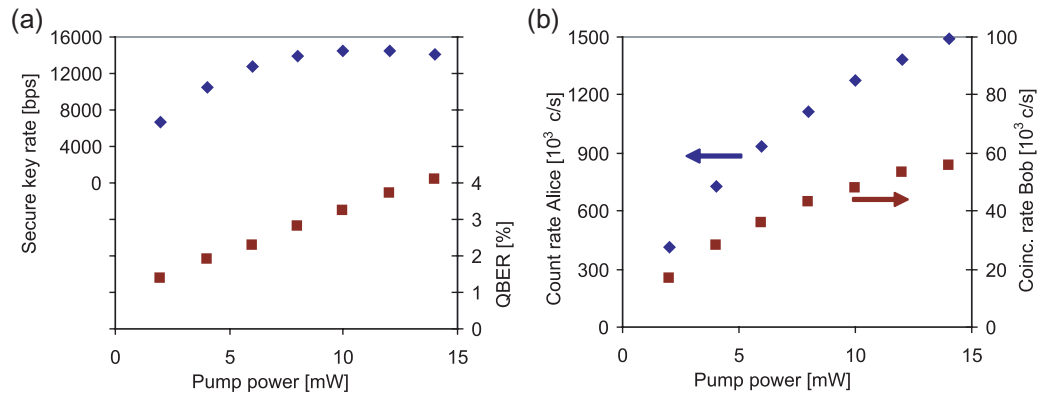 (a)
Secure key rate [bps]
16000
12000
8000
4000
0
4
3
2
1
0
QBER [%]
0 5 10 15
Pump power [mW]
(b)
Count rate Alice [10³ c/s]
1500
1200
900
600
300
0
100
80
60
40
20
0
Coinc. rate Bob [10³ c/s]
0 5 10 15
Pump power [mW]